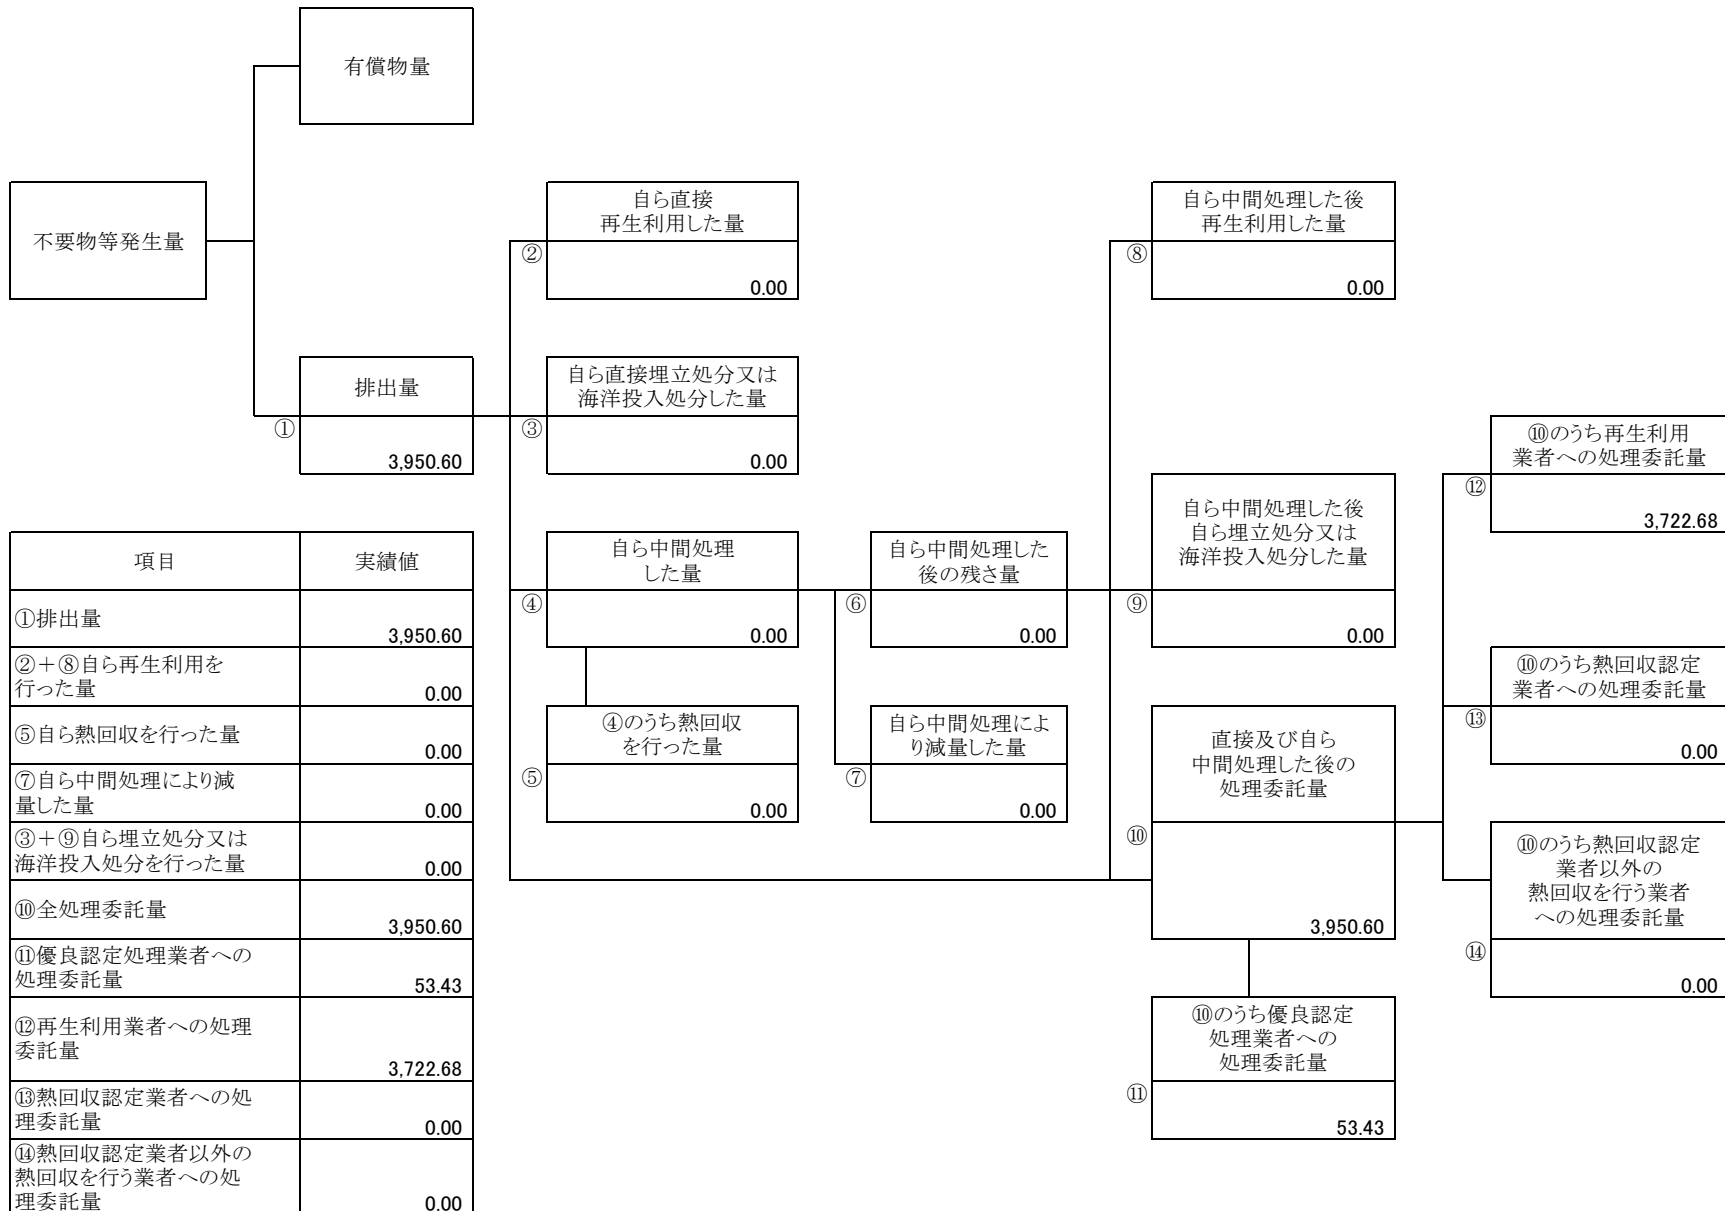 有償物量
不要物等発生量
自ら直接
再生利用した量
②
0.00
自ら中間処理した後
再生利用した量
⑧
0.00
排出量
①
3,950.60
自ら直接埋立処分又は
海洋投入処分した量
③
0.00
⑩のうち再生利用
業者への処理委託量
⑫
3,722.68
自ら中間処理
した量
④
0.00
自ら中間処理した
後の残さ量
⑥
0.00
自ら中間処理した後
自ら埋立処分又は
海洋投入処分した量
⑨
0.00
⑩のうち熱回収認定
業者への処理委託量
⑬
0.00
④のうち熱回収
を行った量
⑤
0.00
自ら中間処理によ
り減量した量
⑦
0.00
直接及び自ら
中間処理した後の
処理委託量
⑩
3,950.60
⑩のうち熱回収認定
業者以外の
熱回収を行う業者
への処理委託量
⑭
0.00
⑩のうち優良認定
処理業者への
処理委託量
⑪
53.43
項目
実績値
①排出量
3,950.60
②+⑧自ら再生利用を
行った量
0.00
⑤自ら熱回収を行った量
0.00
⑦自ら中間処理により減
量した量
0.00
③+⑨自ら埋立処分又は
海洋投入処分を行った量
0.00
⑩全処理委託量
3,950.60
⑪優良認定処理業者への
処理委託量
53.43
⑫再生利用業者への処理
委託量
3,722.68
⑬熱回収認定業者への処
理委託量
0.00
⑭熱回収認定業者以外の
熱回収を行う業者への処
理委託量
0.00